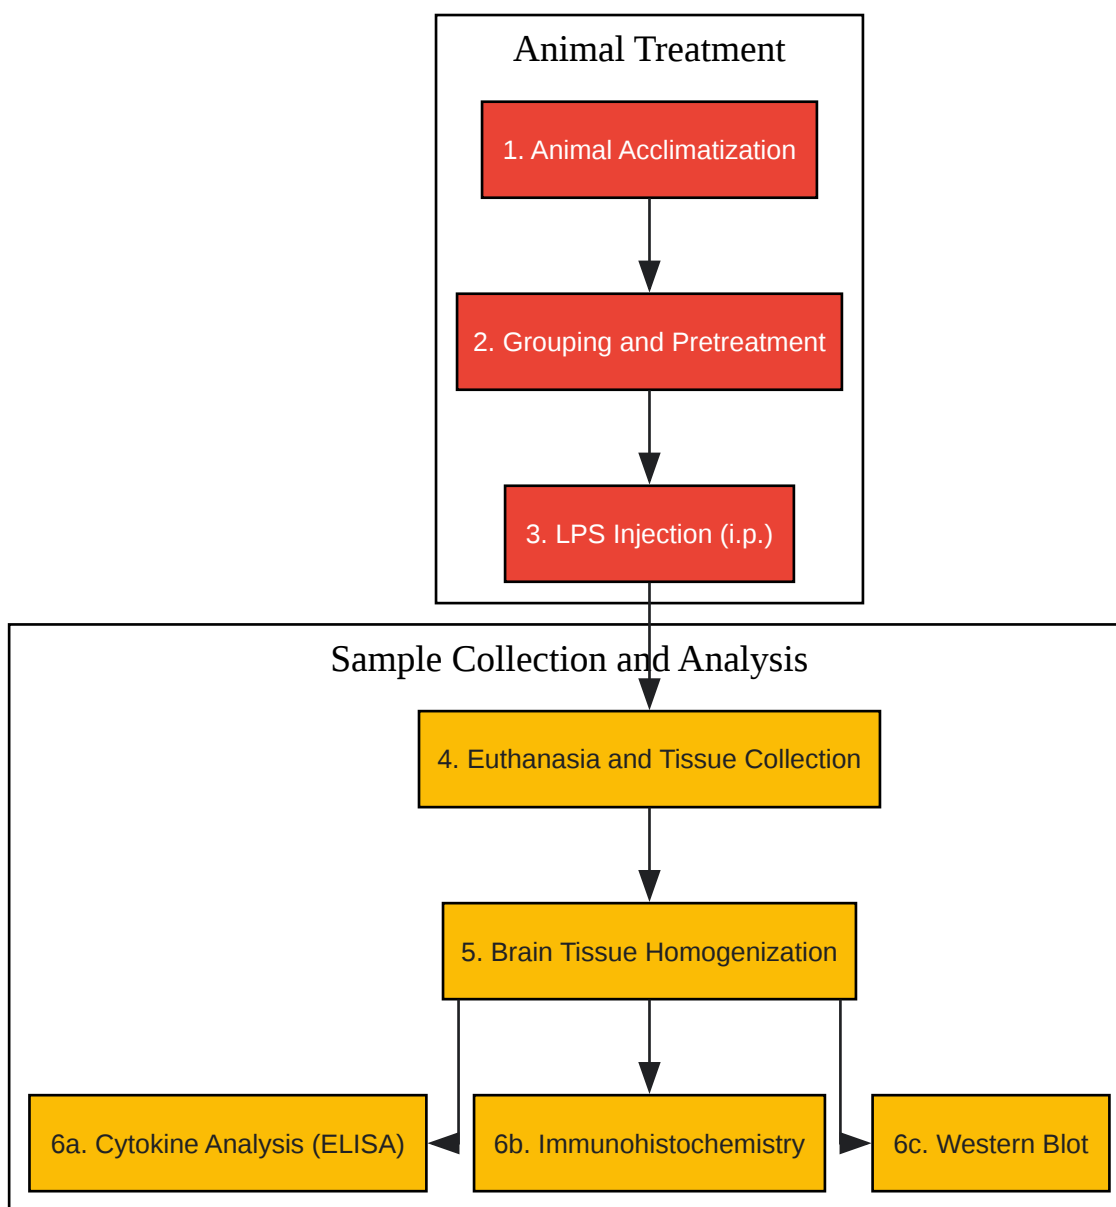 Animal Treatment
1. Animal Acclimatization
2. Grouping and Pretreatment
3. LPS Injection (i.p.)
Sample Collection and Analysis
4. Euthanasia and Tissue Collection
5. Brain Tissue Homogenization
6a. Cytokine Analysis (ELISA)
6b. Immunohistochemistry
6c. Western Blot